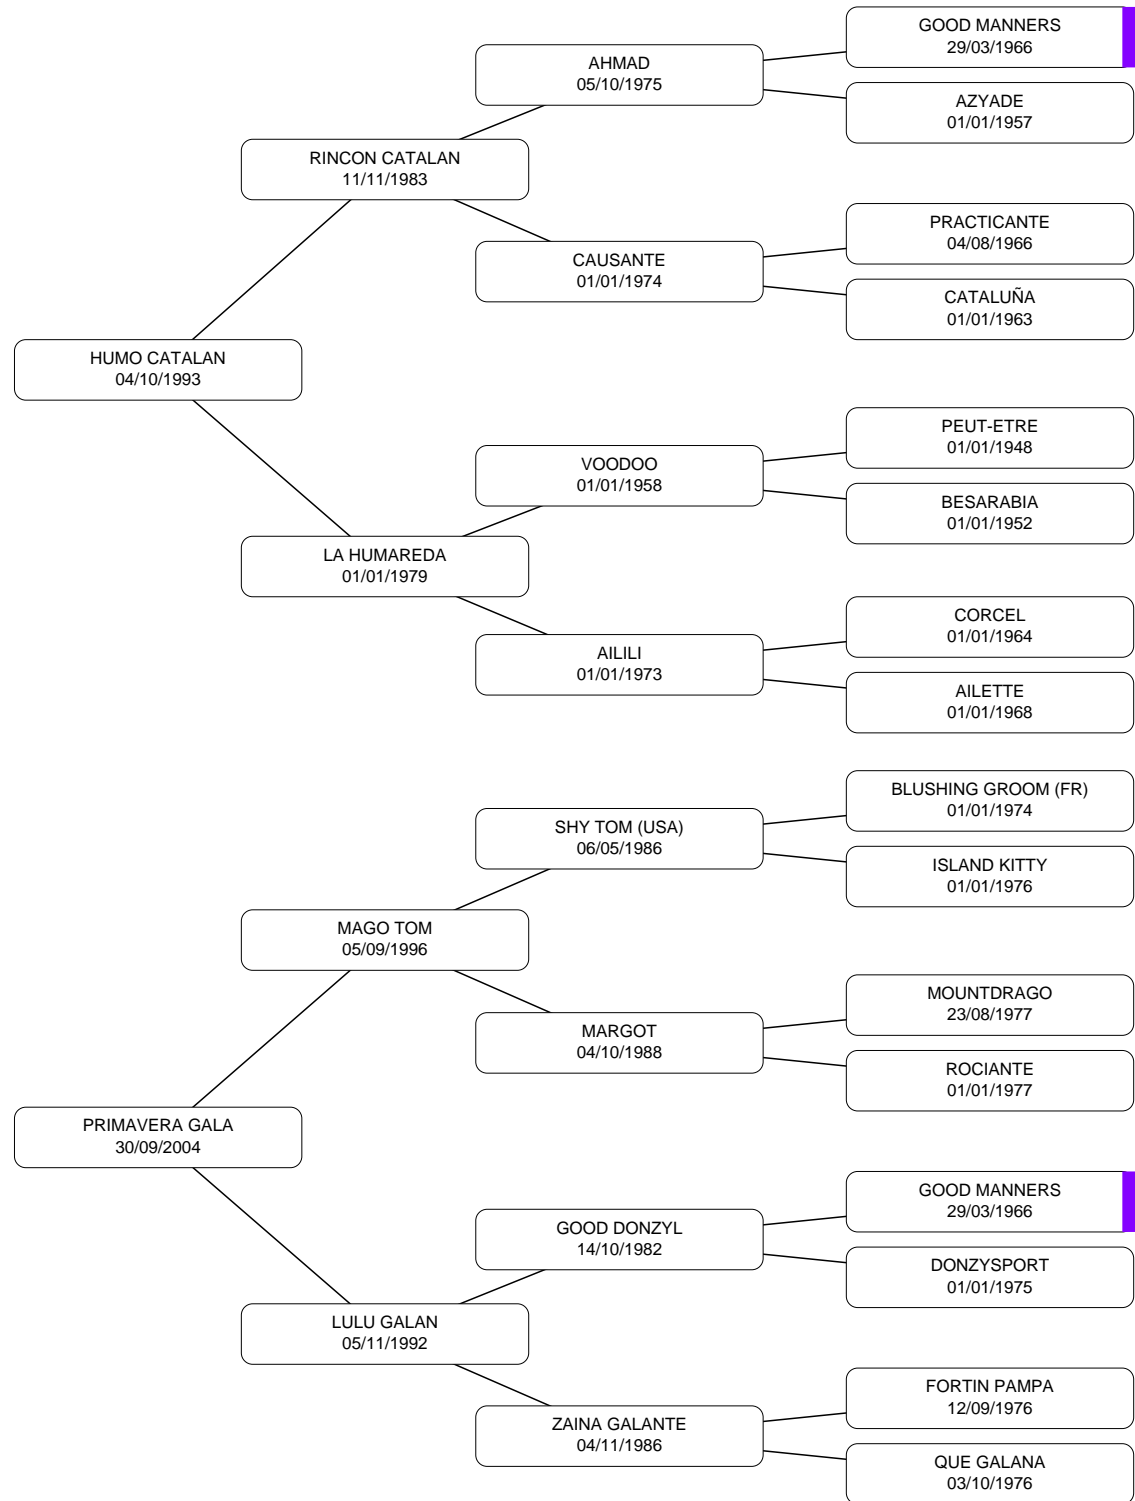 GOOD MANNERS
29/03/1966
AHMAD
05/10/1975
AZYADE
01/01/1957
RINCON CATALAN
11/11/1983
PRACTICANTE
04/08/1966
CAUSANTE
01/01/1974
CATALUÑA
01/01/1963
HUMO CATALAN
04/10/1993
PEUT-ETRE
01/01/1948
VOODOO
01/01/1958
BESARABIA
01/01/1952
LA HUMAREDA
01/01/1979
CORCEL
01/01/1964
AILILI
01/01/1973
AILETTE
01/01/1968
BLUSHING GROOM (FR)
01/01/1974
SHY TOM (USA)
06/05/1986
ISLAND KITTY
01/01/1976
MAGO TOM
05/09/1996
MOUNTDRAGO
23/08/1977
MARGOT
04/10/1988
ROCIANTE
01/01/1977
PRIMAVERA GALA
30/09/2004
GOOD MANNERS
29/03/1966
GOOD DONZYL
14/10/1982
DONZYSPORT
01/01/1975
LULU GALAN
05/11/1992
FORTIN PAMPA
12/09/1976
ZAINA GALANTE
04/11/1986
QUE GALANA
03/10/1976